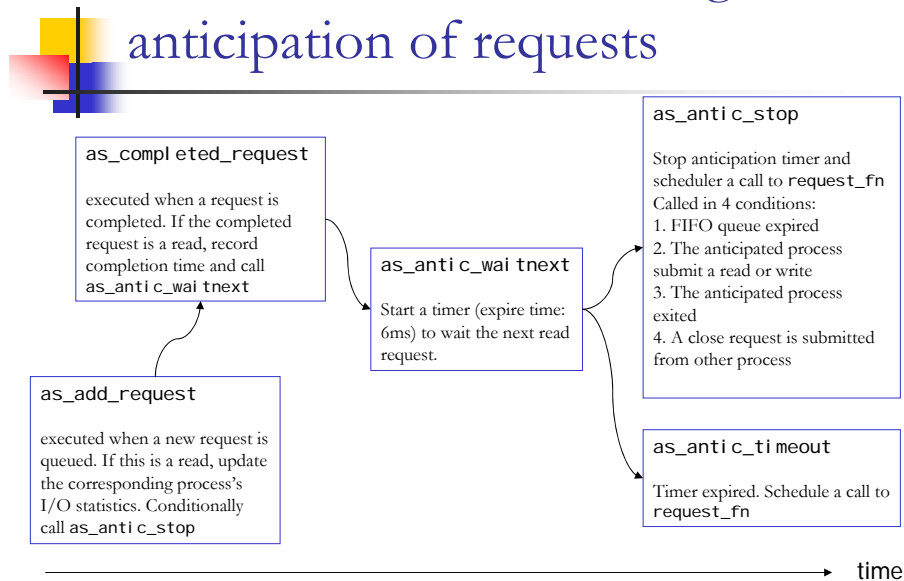 anticipation of requests
as_completed_request
executed when a request is
completed. If the completed
request is a read, record
completion time and call
as_antic_waitnext
as_add_request
executed when a new request is
queued. If this is a read, update
the corresponding process's
I/O statistics. Conditionally
call as_antic_stop
as_antic_waitnext
Start a timer (expire time:
6ms) to wait the next read
request.
as_antic_stop
Stop anticipation timer and
scheduler a call to request_fn
Called in 4 conditions:
1. FIFO queue expired
2. The anticipated process
submit a read or write
3. The anticipated process
exited
4. A close request is submitted
from other process
as_antic_timeout
Timer expired. Schedule a call to
request_fn
time